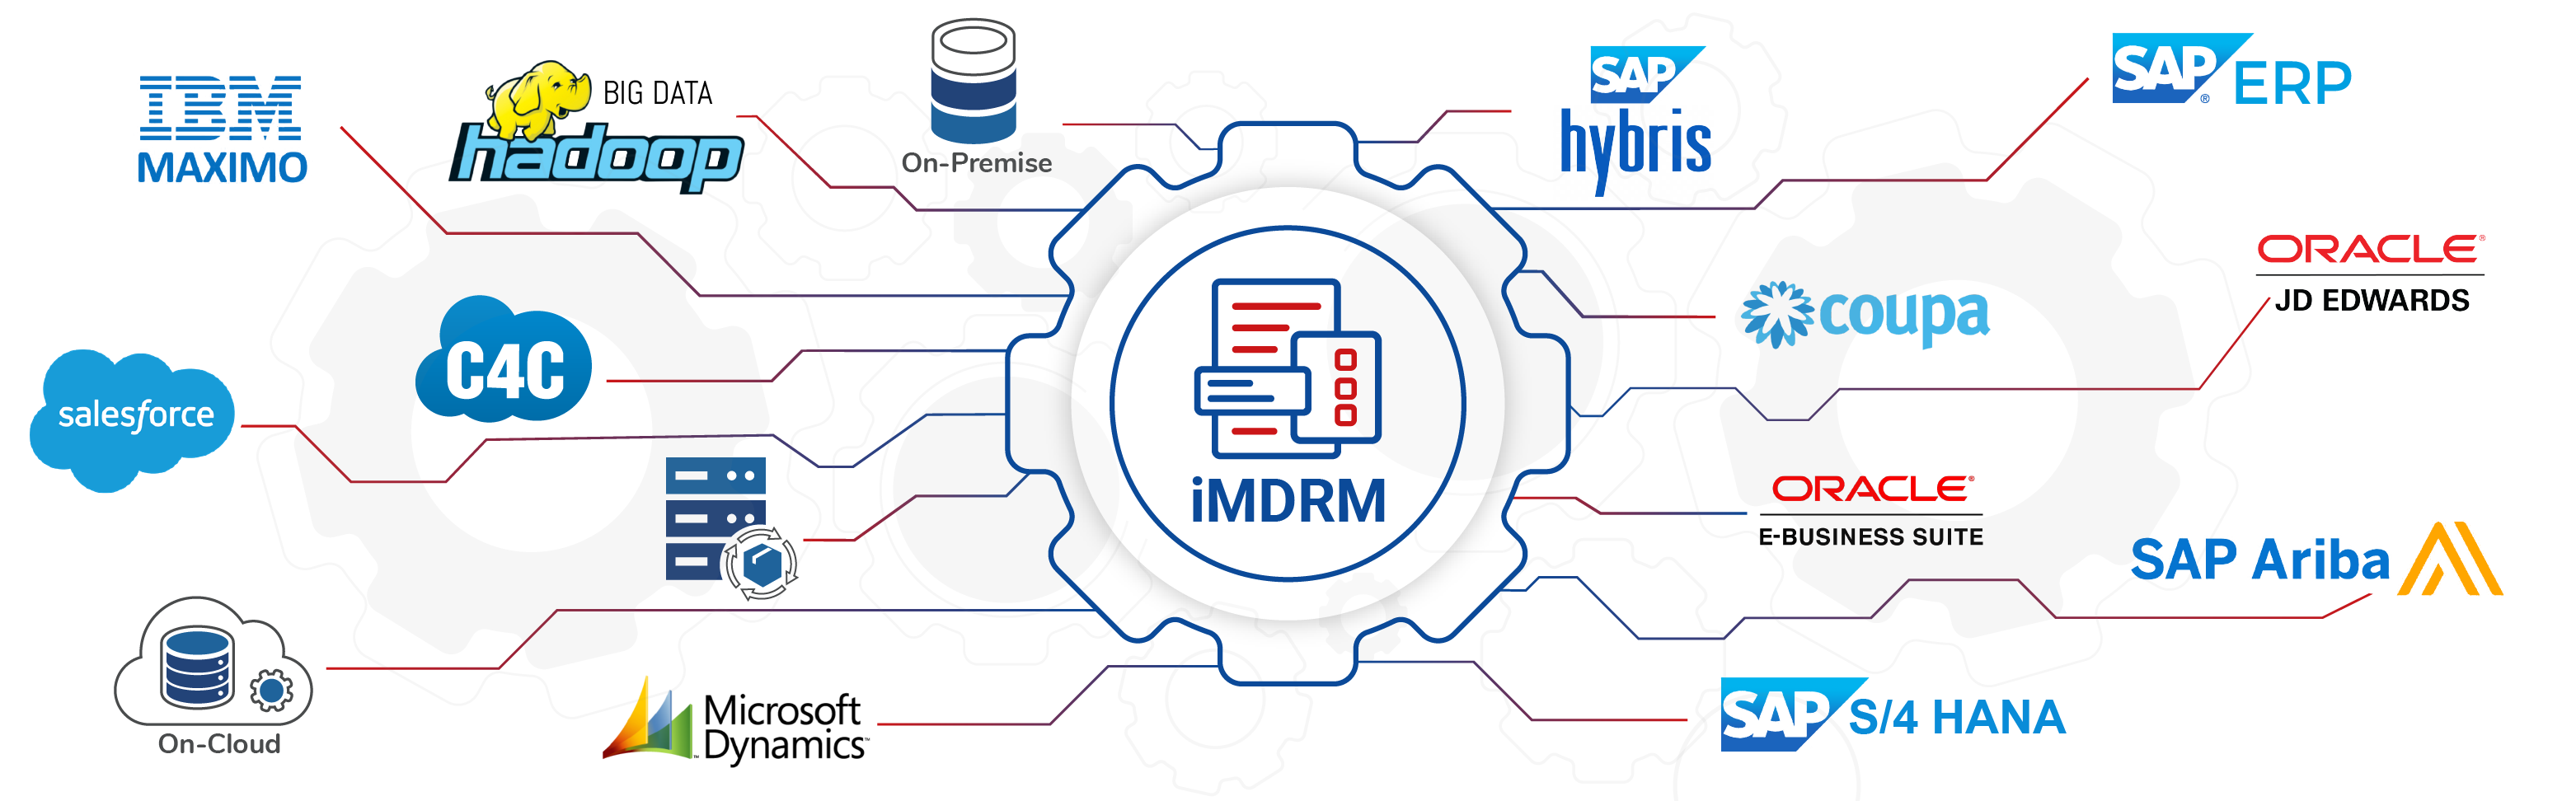 IBM
MAXIMO
BIG DATA
hadoop
On-Premise
SAP
hybris
SAP® ERP
ORACLE®
JD EDWARDS
C4C
salesforce
coupa
iMDRM
ORACLE®
E-BUSINESS SUITE
SAP Ariba
On-Cloud
Microsoft
Dynamics™
SAP S/4 HANA